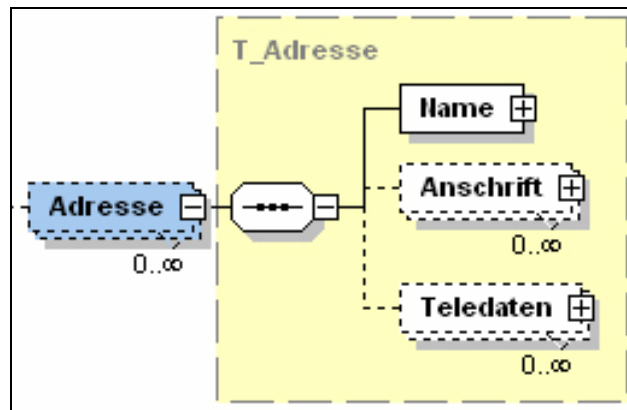 T_Adresse
Name
Adresse
0..∞
Anschrift
0..∞
Teledaten
0..∞